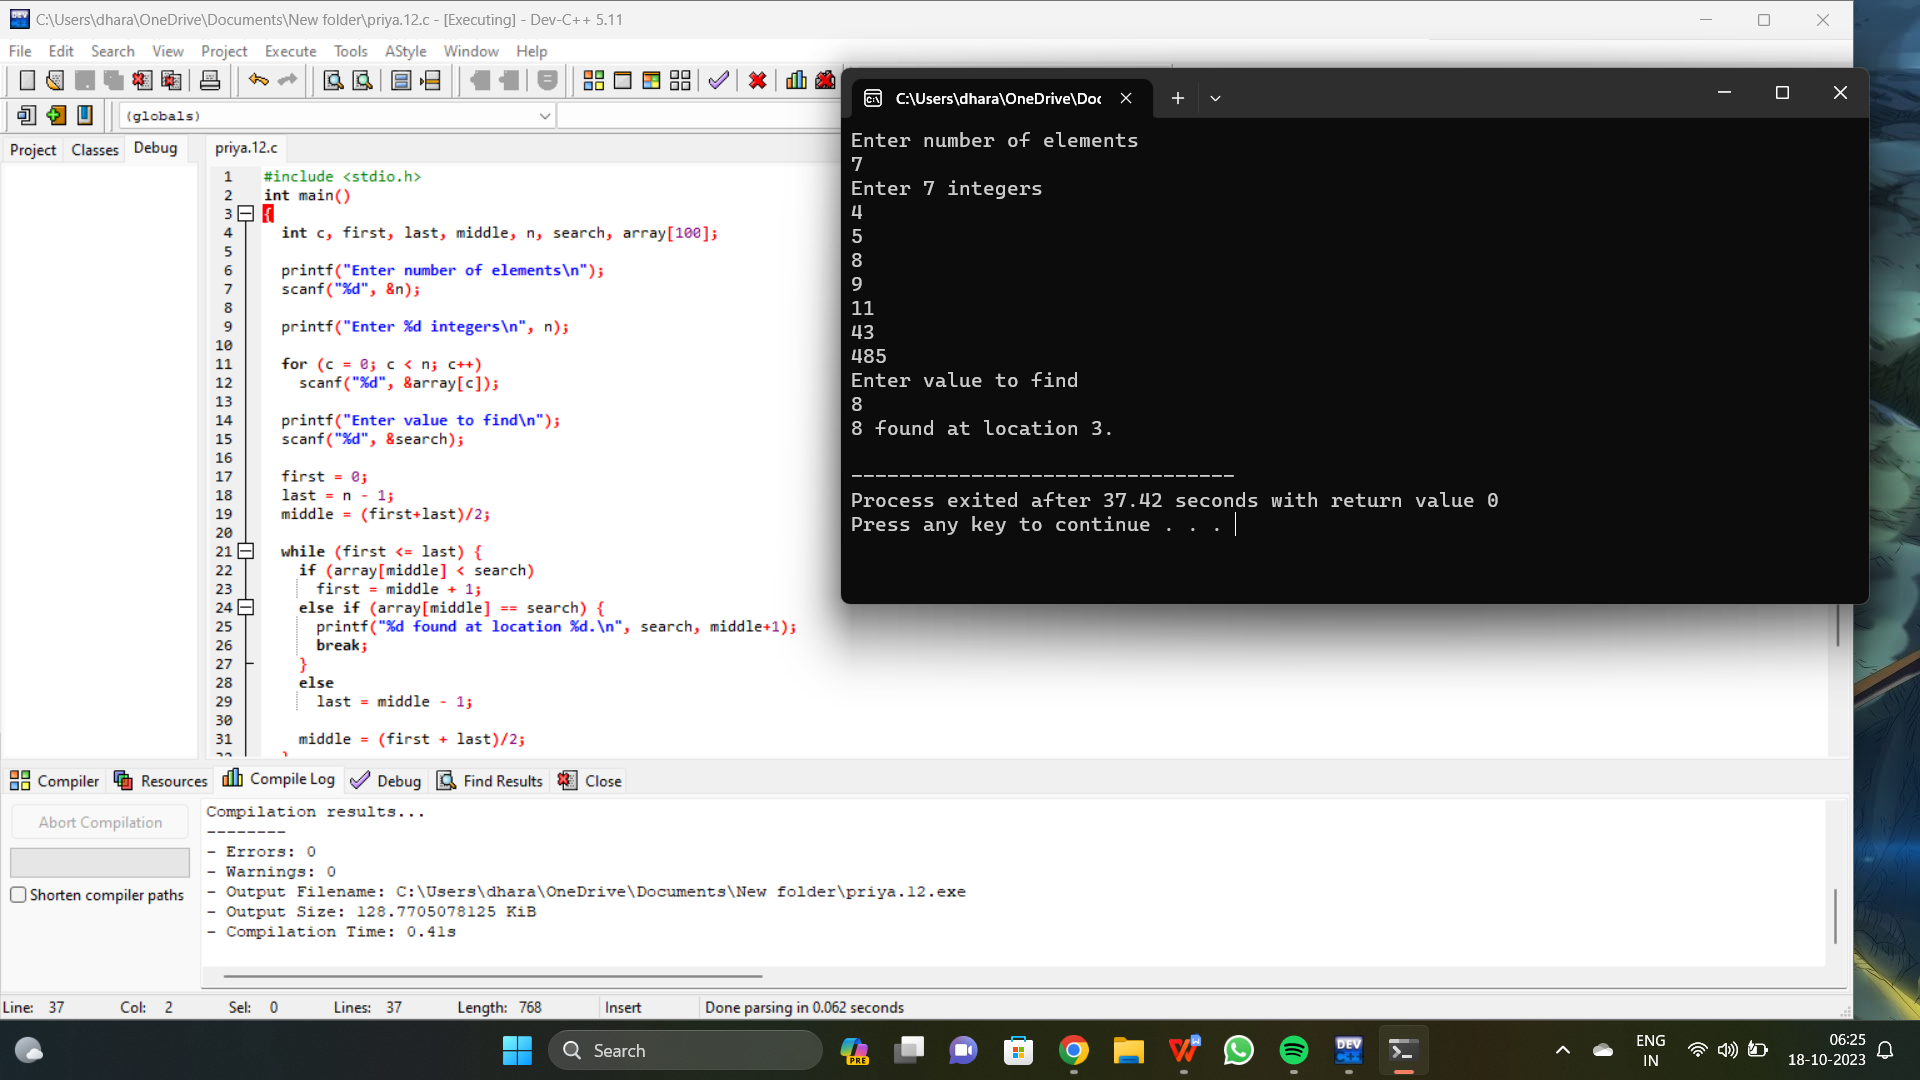 C:\Users\dhara\OneDrive\Documents\New folder\priya.12.c - [Executing] - Dev-C++ 5.11
File Edit Search View Project Execute Tools AStyle Window Help
(globals)
Project Classes Debug
priya.12.c
1 #include <stdio.h>
2 int main()
3 {
4 int c, first, last, middle, n, search, array[100];
5
6 printf("Enter number of elements\n");
7 scanf("%d", &n);
8
9 printf("Enter %d integers\n", n);
10
11 for (c = 0; c < n; c++)
12 scanf("%d", &array[c]);
13
14 printf("Enter value to find\n");
15 scanf("%d", &search);
16
17 first = 0;
18 last = n - 1;
19 middle = (first+last)/2;
20
21 while (first <= last) {
22 if (array[middle] < search)
23 first = middle + 1;
24 else if (array[middle] == search) {
25 printf("%d found at location %d.\n", search, middle+1);
26 break;
27 }
28 else
29 last = middle - 1;
30
31 middle = (first + last)/2;
C:\Users\dhara\OneDrive\Doc
Enter number of elements
7
Enter 7 integers
4
5
8
9
11
43
485
Enter value to find
8
8 found at location 3.
--------------------------------
Process exited after 37.42 seconds with return value 0
Press any key to continue . . .
Compiler Resources Compile Log Debug Find Results Close
Abort Compilation
Shorten compiler paths
Compilation results...
--------
- Errors: 0
- Warnings: 0
- Output Filename: C:\Users\dhara\OneDrive\Documents\New folder\priya.12.exe
- Output Size: 128.7705078125 KiB
- Compilation Time: 0.41s
Line: 37 Col: 2 Sel: 0 Lines: 37 Length: 768 Insert Done parsing in 0.062 seconds
Search
PRE
DEV C++
ENG
IN
06:25
18-10-2023